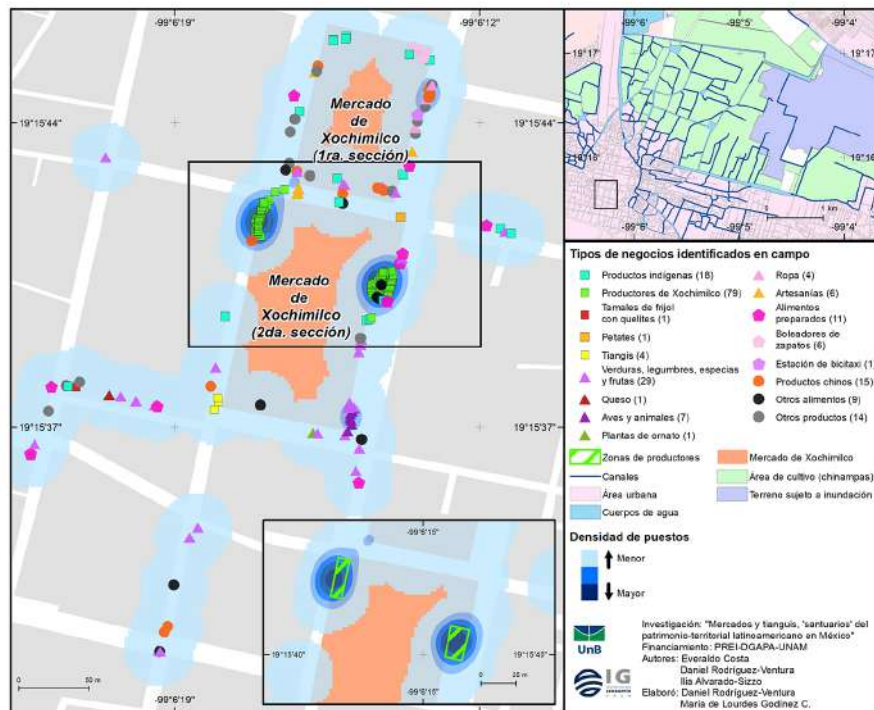 -99°6'19
-99°6'12
19°15'44
19°15'44
Mercado
de
Xochimilco
(1ra. sección)
Mercado
de
Xochimilco
(2da. sección)
19°15'37
19°15'37
-99°6'15
19°15'40
19°15'40
0 50 m
0 25 m
-99°6'19
-99°6'
-99°5'
-99°4'
19°17'
19°17'
19°16'
19°16'
1 km
-99°6'
-99°5'
-99°4'
Tipos de negocios identificados en campo
Productos indígenas (18)
Productores de Xochimilco (79)
Tamales de frijol
con quelites (1)
Petates (1)
Tiangis (4)
Verduras, legumbres, especias
y frutas (29)
Queso (1)
Aves y animales (7)
Plantas de ornato (1)
Ropa (4)
Artesanías (6)
Alimentos
preparados (11)
Boleadores de
zapatos (6)
Estación de bicitaxi (1)
Productos chinos (15)
Otros alimentos (9)
Otros productos (14)
Zonas de productores
Canales
Área urbana
Cuerpos de agua
Mercado de Xochimilco
Área de cultivo (chinampas)
Terreno sujeto a inundación
Densidad de puestos
Menor
Mayor
UnB
IG
Investigación: "Mercados y tianguis, 'santuarios' del
patrimonio-territorial latinoamericano en México"
Financiamiento: PREI-DGAPA-UNAM
Autores: Everaldo Costa
Daniel Rodríguez-Ventura
Ilia Alvarado-Sizzo
Elaboró: Daniel Rodríguez-Ventura
María de Lourdes Godínez C.